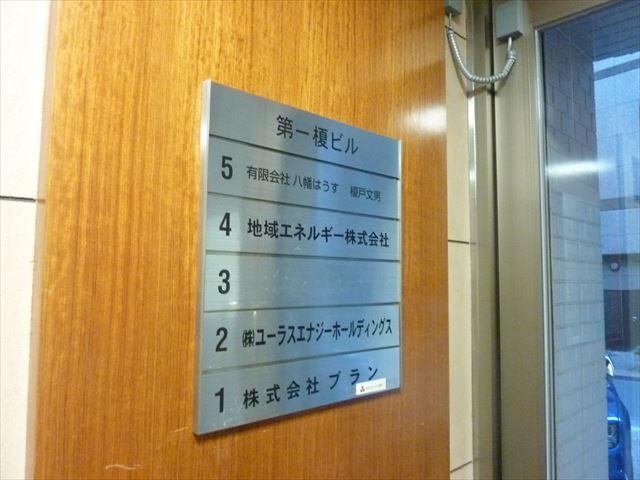 第一榎ビル
5 有限会社 八幡はうす 榎戸文男
4 地域エネルギー株式会社
3
2 ㈱ユーラスエナジーホールディングス
1 株式会社プラン